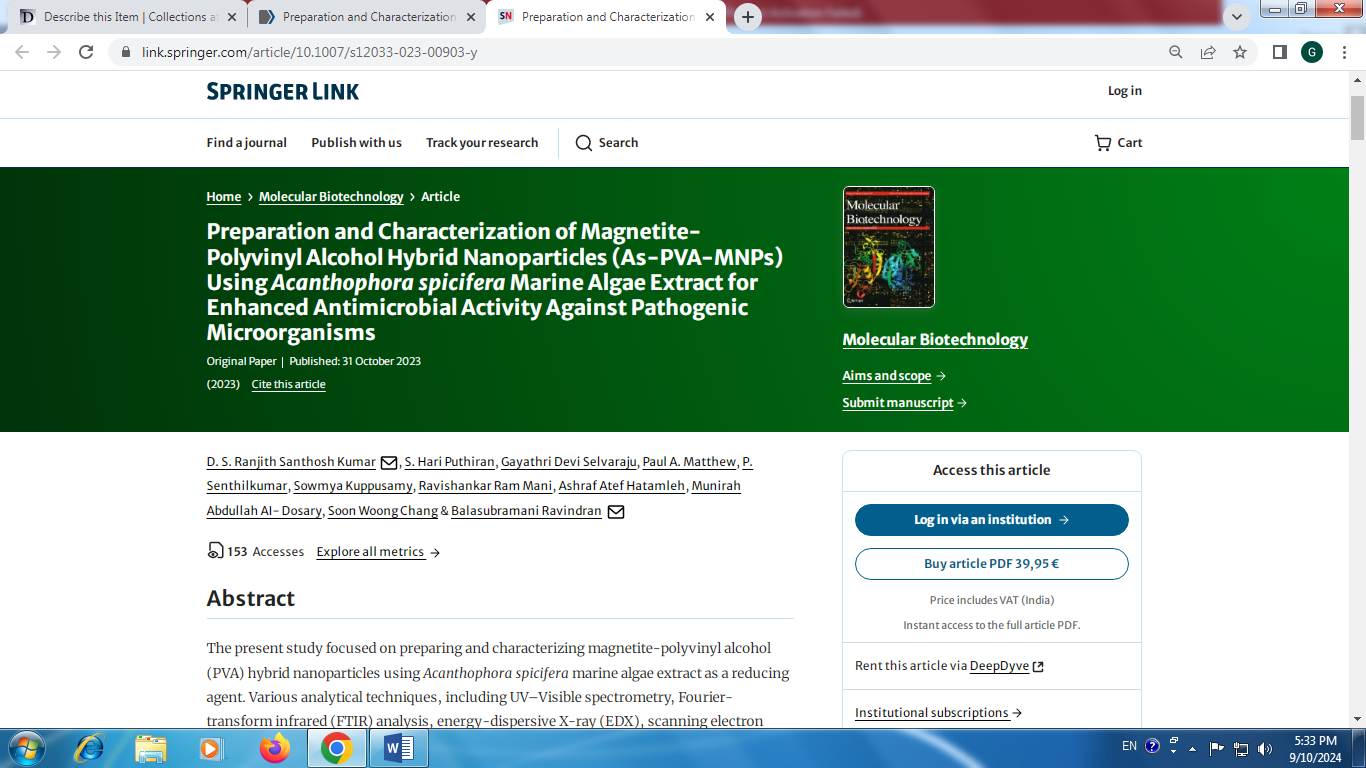 Describe this Item | Collections at
Preparation and Characterization
Preparation and Characterization
link.springer.com/article/10.1007/s12033-023-00903-y
G
SPRINGER LINK
Log in
Find a journal
Publish with us
Track your research
Search
Cart
Home > Molecular Biotechnology > Article
Preparation and Characterization of Magnetite-
Polyvinyl Alcohol Hybrid Nanoparticles (As-PVA-MNPs)
Using Acanthophora spicifera Marine Algae Extract for
Enhanced Antimicrobial Activity Against Pathogenic
Microorganisms
Original Paper | Published: 31 October 2023
(2023) Cite this article
Molecular
Biotechnology
Molecular Biotechnology
Aims and scope →
Submit manuscript →
D. S. Ranjith Santhosh Kumar, S. Hari Puthiran, Gayathri Devi Selvaraju, Paul A. Matthew, P.
Senthilkumar, Sowmya Kuppusamy, Ravishankar Ram Mani, Ashraf Atef Hatamleh, Munirah
Abdullah Al- Dosary, Soon Woong Chang & Balasubramani Ravindran
153 Accesses
Explore all metrics →
Abstract
The present study focused on preparing and characterizing magnetite-polyvinyl alcohol
(PVA) hybrid nanoparticles using Acanthophora spicifera marine algae extract as a reducing
agent. Various analytical techniques, including UV–Visible spectrometry, Fourier-
transform infrared (FTIR) analysis, energy-dispersive X-ray (EDX), scanning electron
Access this article
Log in via an institution →
Buy article PDF 39,95 €
Price includes VAT (India)
Instant access to the full article PDF.
Rent this article via DeepDyve
Institutional subscriptions →
EN
5:33 PM
9/10/2024